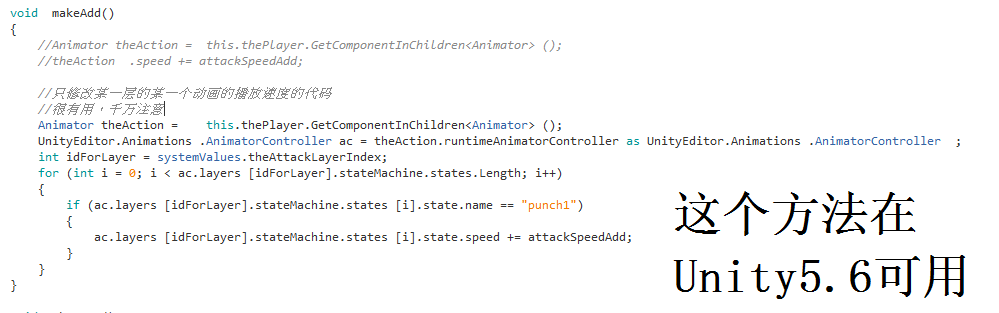 void  makeAdd()
{
//Animator theAction =  this.thePlayer.GetComponentInChildren<Animator> ();
//theAction  .speed += attackSpeedAdd;
//只修改某一层的某一个动画的播放速度的代码
//很有用，千万注意
Animator theAction =    this.thePlayer.GetComponentInChildren<Animator> ();
UnityEditor.Animations .AnimatorController ac = theAction.runtimeAnimatorController as UnityEditor.Animations .AnimatorController  ;
int idForLayer = systemValues.theAttackLayerIndex;
for (int i = 0; i < ac.layers [idForLayer].stateMachine.states.Length; i++)
{
if (ac.layers [idForLayer].stateMachine.states [i].state.name == "punch1")
{
ac.layers [idForLayer].stateMachine.states [i].state.speed += attackSpeedAdd;
}
}
}
这个方法在
Unity5.6可用